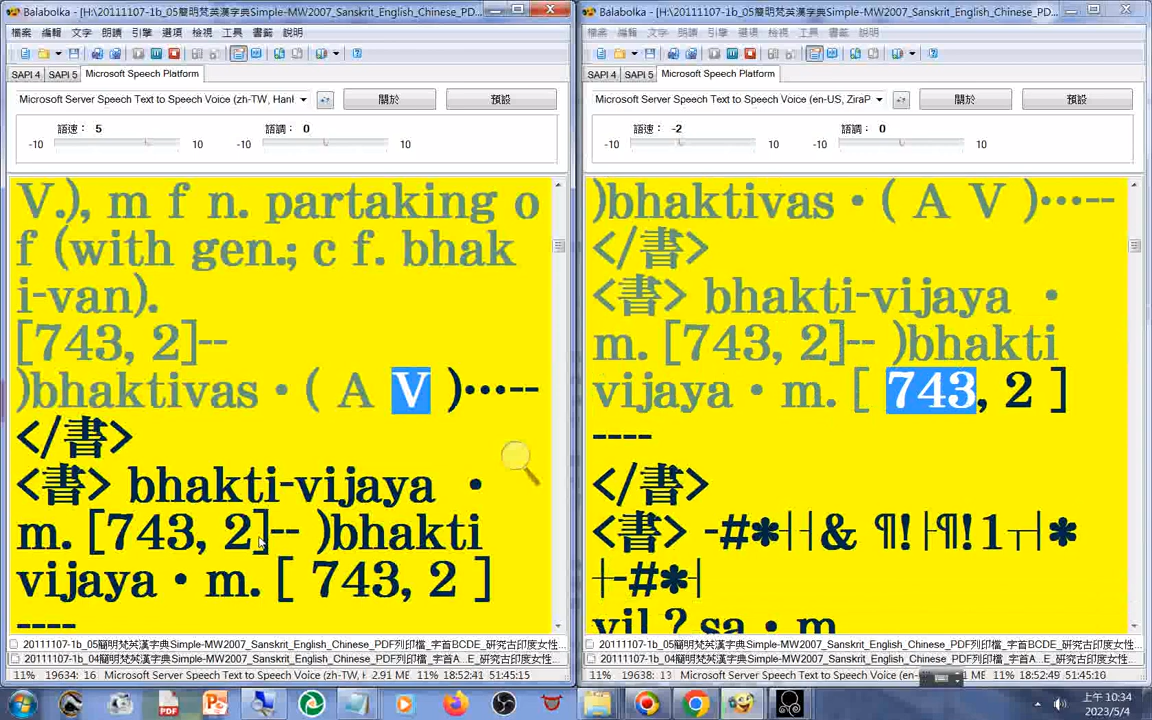 Balabolka - [H:\20111107-1b_05簡明梵英漢字典Simple-MW2007_Sanskrit_English_Chinese_PD...
檔案 編輯 文字 朗讀 引擎 選項 檢視 工具 書籤 說明
SAPI 4 SAPI 5 Microsoft Speech Platform
Microsoft Server Speech Text to Speech Voice (zh-TW, Hanl
關於
預設
語速： 5
語調： 0
-10 10 -10 10
V.), m f n. partaking o
f (with gen.; c f. bhak
i-van).
[743, 2]--
)bhaktivas •（ A V )…--
</書>
<書> bhakti-vijaya •
m. [743, 2]-- )bhakti
vijaya • m. [ 743, 2 ]
----
20111107-1b_05簡明梵英漢字典Simple-MW2007_Sanskrit_English_Chinese_PDF列印檔_字首BCDE_研究古印度女性...
20111107-1b_04簡明梵英漢字典Simple-MW2007_Sanskrit_English_Chinese_PDF列印檔_字首A...E_研究古印度女性...
11% 19634: 16 Microsoft Server Speech Text to Speech Voice (zh-TW, 2.91 ME 11% 18:52:41 51:45:15
Balabolka - [H:\20111107-1b_05簡明梵英漢字典Simple-MW2007_Sanskrit_English_Chinese_PD...
檔案 編輯 文字 朗讀 引擎 選項 檢視 工具 書籤 說明
SAPI 4 SAPI 5 Microsoft Speech Platform
Microsoft Server Speech Text to Speech Voice (en-US, ZiraP
關於
預設
語速： -2
語調： 0
-10 10 -10 10
)bhaktivas •（ A V )…--
</書>
<書> bhakti-vijaya •
m. [743, 2]-- )bhakti
vijaya • m. [ 743, 2 ]
----
</書>
<書> -#✱┤┤& ¶!├¶!1┬┤✱
┼-#✱┤
vil ? sa • m
20111107-1b_05簡明梵英漢字典Simple-MW2007_Sanskrit_English_Chinese_PDF列印檔_字首BCDE_研究古印度女性...
20111107-1b_04簡明梵英漢字典Simple-MW2007_Sanskrit_English_Chinese_PDF列印檔_字首A...E_研究古印度女性...
11% 19638: 13 Microsoft Server Speech Text to Speech Voice (en 11% 18:52:49 51:45:10
PDF
上午 10:34
2023/5/4